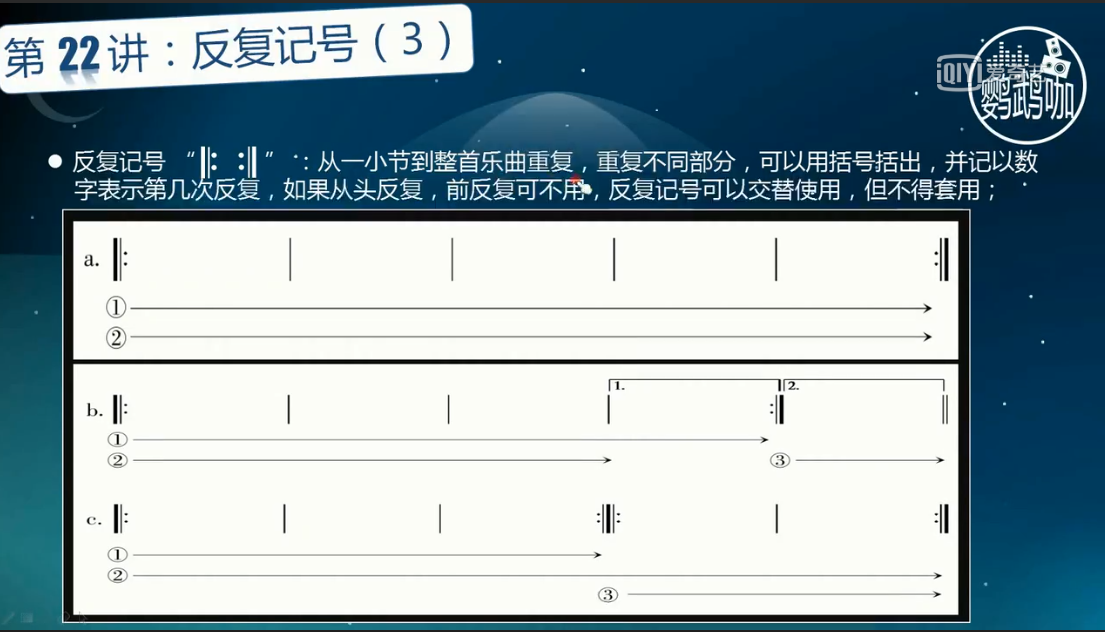 第22讲：反复记号（3）
iQIYI 爱奇艺
鹦鹉咖
● 反复记号 “‖: :‖”：从一小节到整首乐曲重复，重复不同部分，可以用括号括出，并记以数
字表示第几次反复，如果从头反复，前反复可不用，反复记号可以交替使用，但不得套用；
a.
①
②
1. 2.
b.
①
② ③
c.
①
②
③